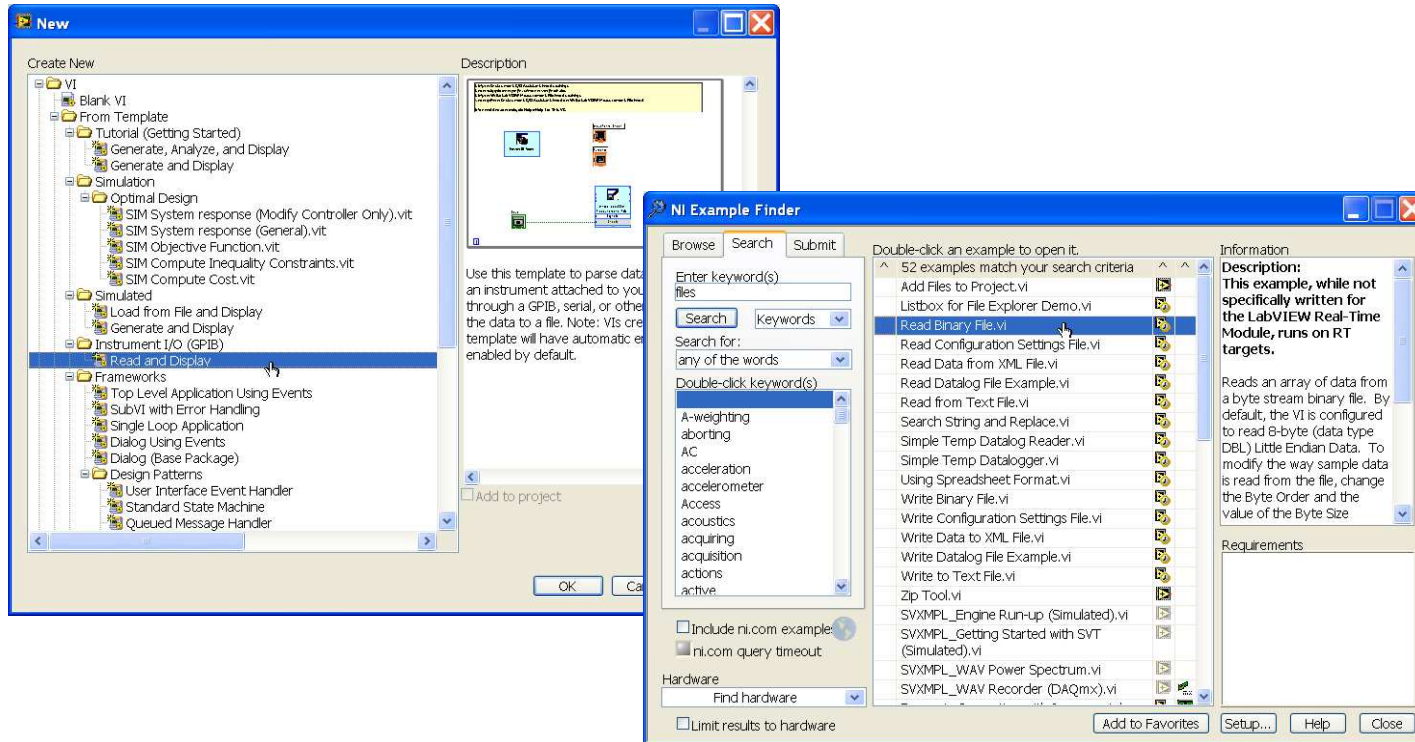 New
Create New
VI
Blank VI
From Template
Tutorial (Getting Started)
Generate, Analyze, and Display
Generate and Display
Simulation
Optimal Design
SIM System response (Modify Controller Only).vit
SIM System response (General).vit
SIM Objective Function.vit
SIM Compute Inequality Constraints.vit
SIM Compute Cost.vit
Simulated
Load from File and Display
Generate and Display
Instrument I/O (GPIB)
Read and Display
Frameworks
Top Level Application Using Events
SubVI with Error Handling
Single Loop Application
Dialog Using Events
Dialog (Base Package)
Design Patterns
User Interface Event Handler
Standard State Machine
Queued Message Handler
Description
Use this template to parse data
an instrument attached to you
through a GPIB, serial, or othe
the data to a file. Note: VIs cre
template will have automatic er
enabled by default.
Add to project
OK
Ca
NI Example Finder
Browse
Search
Submit
Enter keyword(s)
files
Search
Keywords
Search for:
any of the words
Double-click keyword(s)
A-weighting
aborting
AC
acceleration
accelerometer
Access
acoustics
acquiring
acquisition
actions
active
Include ni.com example
ni.com query timeout
Hardware
Find hardware
Limit results to hardware
Double-click an example to open it.
52 examples match your search criteria
Add Files to Project.vi
Listbox for File Explorer Demo.vi
Read Binary File.vi
Read Configuration Settings File.vi
Read Data from XML File.vi
Read Datalog File Example.vi
Read from Text File.vi
Search String and Replace.vi
Simple Temp Datalog Reader.vi
Simple Temp Datalogger.vi
Using Spreadsheet Format.vi
Write Binary File.vi
Write Configuration Settings File.vi
Write Data to XML File.vi
Write Datalog File Example.vi
Write to Text File.vi
Zip Tool.vi
SVXMPL_Engine Run-up (Simulated).vi
SVXMPL_Getting Started with SVT
(Simulated).vi
SVXMPL_WAV Power Spectrum.vi
SVXMPL_WAV Recorder (DAQmx).vi
Information
Description:
This example, while not
specifically written for
the LabVIEW Real-Time
Module, runs on RT
targets.
Reads an array of data from
a byte stream binary file. By
default, the VI is configured
to read 8-byte (data type
DBL) Little Endian Data. To
modify the way sample data
is read from the file, change
the Byte Order and the
value of the Byte Size
Requirements
Add to Favorites
Setup...
Help
Close